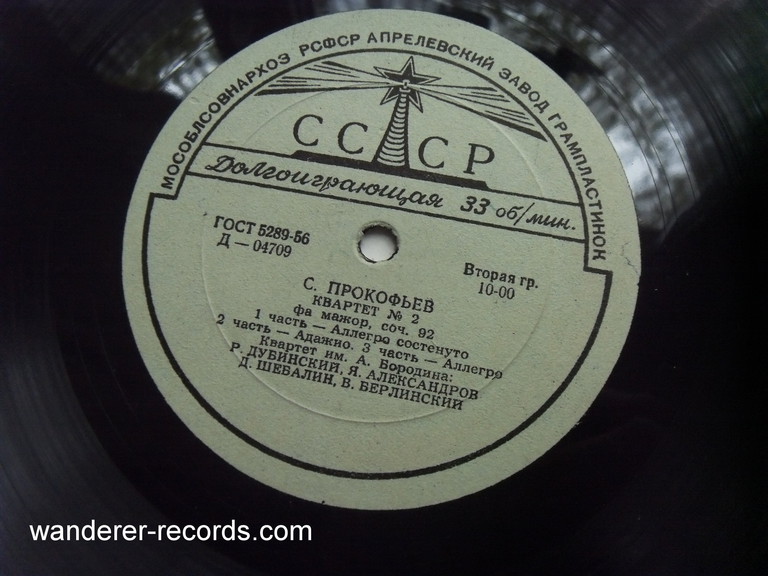 МОСОБЛСОВНАРХОЗ РСФСР АПРЕЛЕВСКИЙ ЗАВОД ГРАМПЛАСТИНОК
СССР
Долгоиграющая 33 об/мин.
ГОСТ 5289-56
Д — 04709
Вторая гр.
10-00
С. ПРОКОФЬЕВ
КВАРТЕТ № 2
фа мажор, соч. 92
1 часть — Аллегро состенуто
2 часть — Адажио. 3 часть — Аллегро
Квартет им. А. Бородина:
Р. ДУБИНСКИЙ, Я. АЛЕКСАНДРОВ
Д. ШЕБАЛИН, В. БЕРЛИНСКИЙ
wanderer-records.com